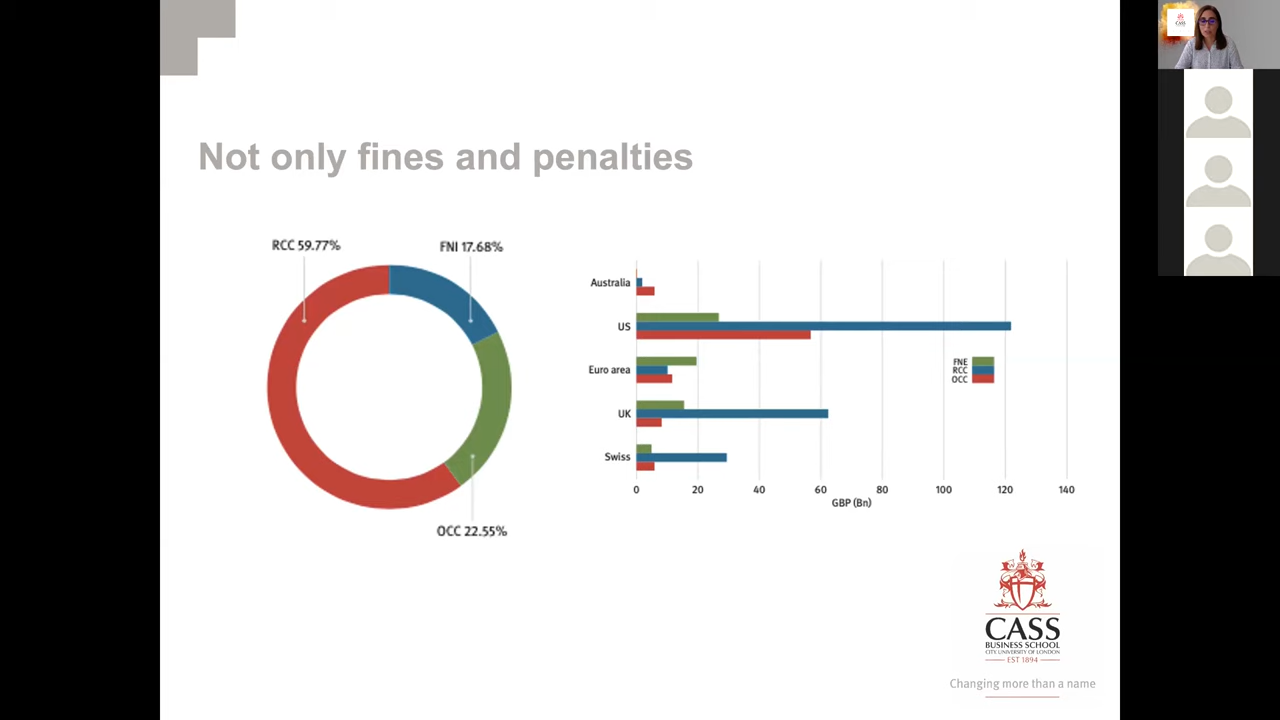 CASS
Not only fines and penalties
RCC 59.77%
FNI 17.68%
OCC 22.55%
Australia
US
Euro area
UK
Swiss
FNE
RCC
OCC
0 20 40 60 80 100 120 140
GBP (Bn)
CASS
BUSINESS SCHOOL
CITY, UNIVERSITY OF LONDON
EST 1894
Changing more than a name